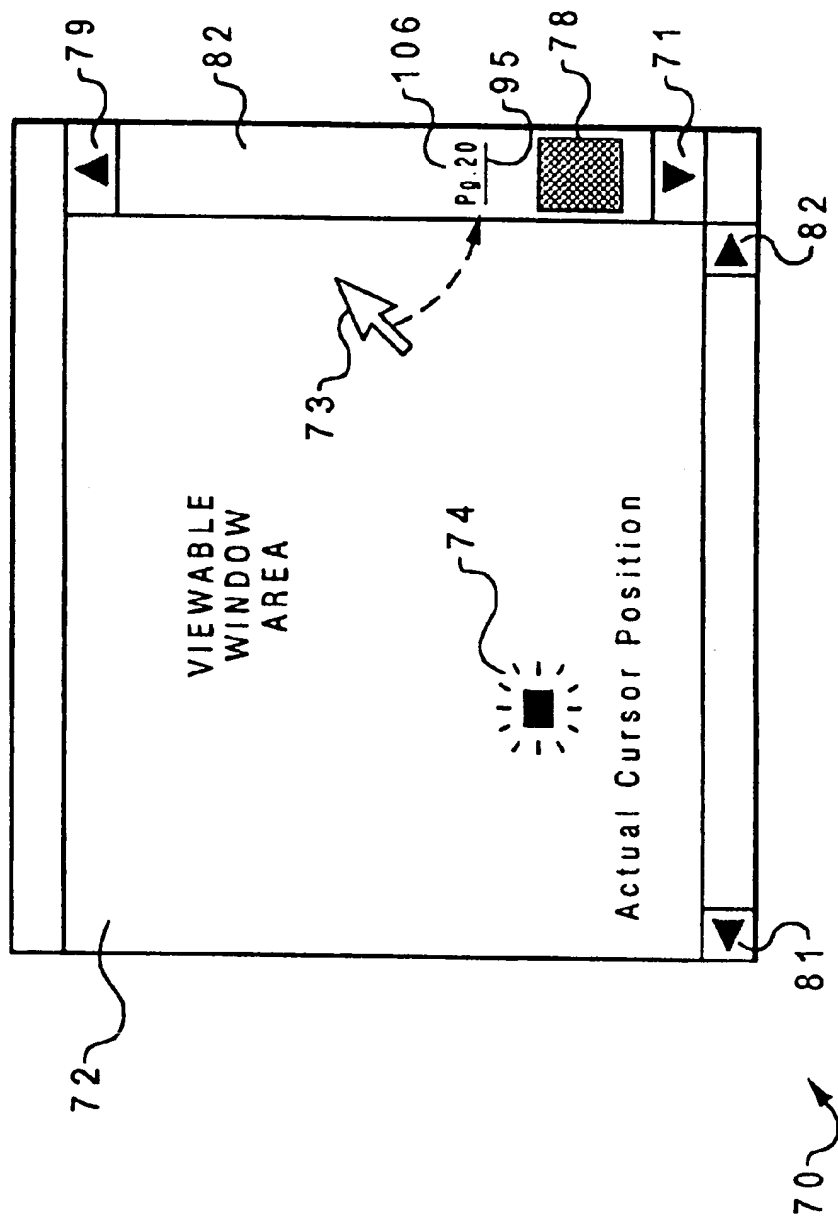 79
82
106
Pg.20
95
78
71
82
73
VIEWABLE
WINDOW
AREA
74
Actual Cursor Position
72
81
70